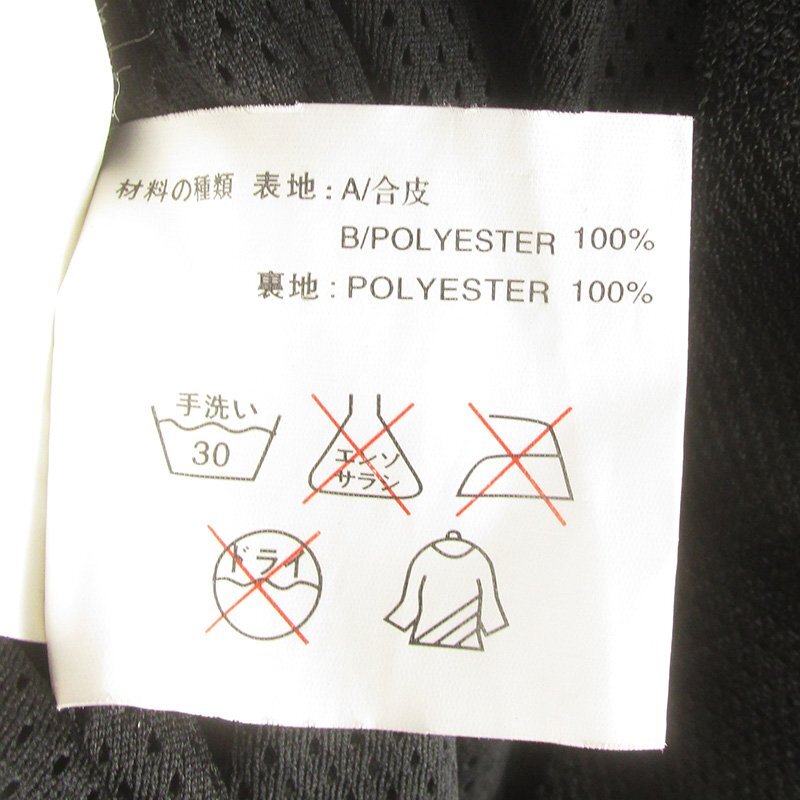 材料の種類 表地：A/合皮
B/POLYESTER 100%
裏地：POLYESTER 100%
手洗い
30
エンソ
サラシ
ドライ